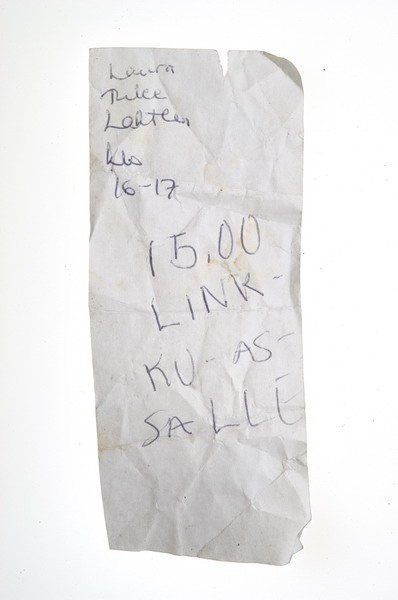 Laura
Tulee
Lahteen
klo
16-17
15.00
LINK-
KU-AS-
SALLE